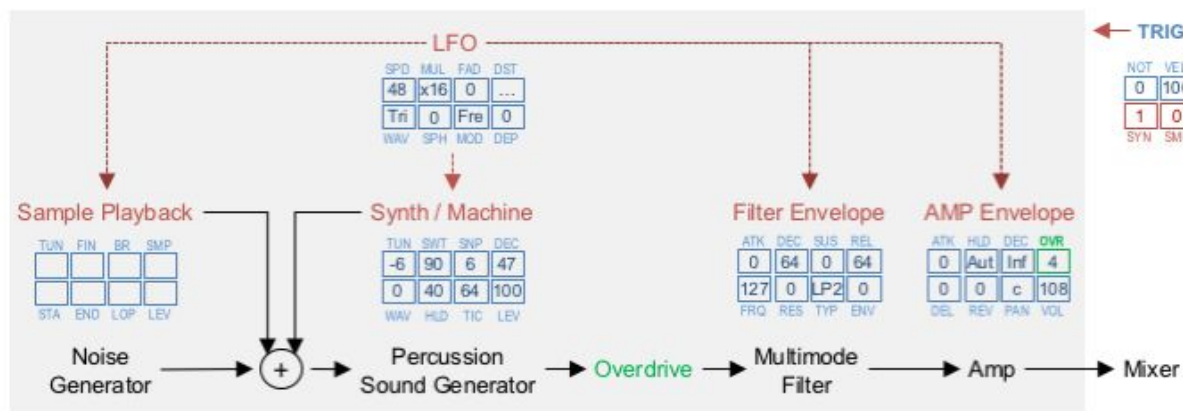 LFO
TRIG
SPD MUL FAD DST
48 x16 0 ...
Tri 0 Fre 0
WAV SPH MOD DEP
NOT VEL
0 100
1 0
SYN SM
Sample Playback
Synth / Machine
Filter Envelope
AMP Envelope
TUN FIN BR SMP
STA END LOP LEV
TUN SWT SNP DEC
-6 90 6 47
0 40 64 100
WAV HLD TIC LEV
ATK DEC SUS REL
0 64 0 64
127 0 LP2 0
FRQ RES TYP ENV
ATK HLD DEC OVR
0 Aut Inf 4
0 0 c 108
DEL REV PAN VOL
Noise
Generator
+
Percussion
Sound Generator
Overdrive
Multimode
Filter
Amp
Mixer